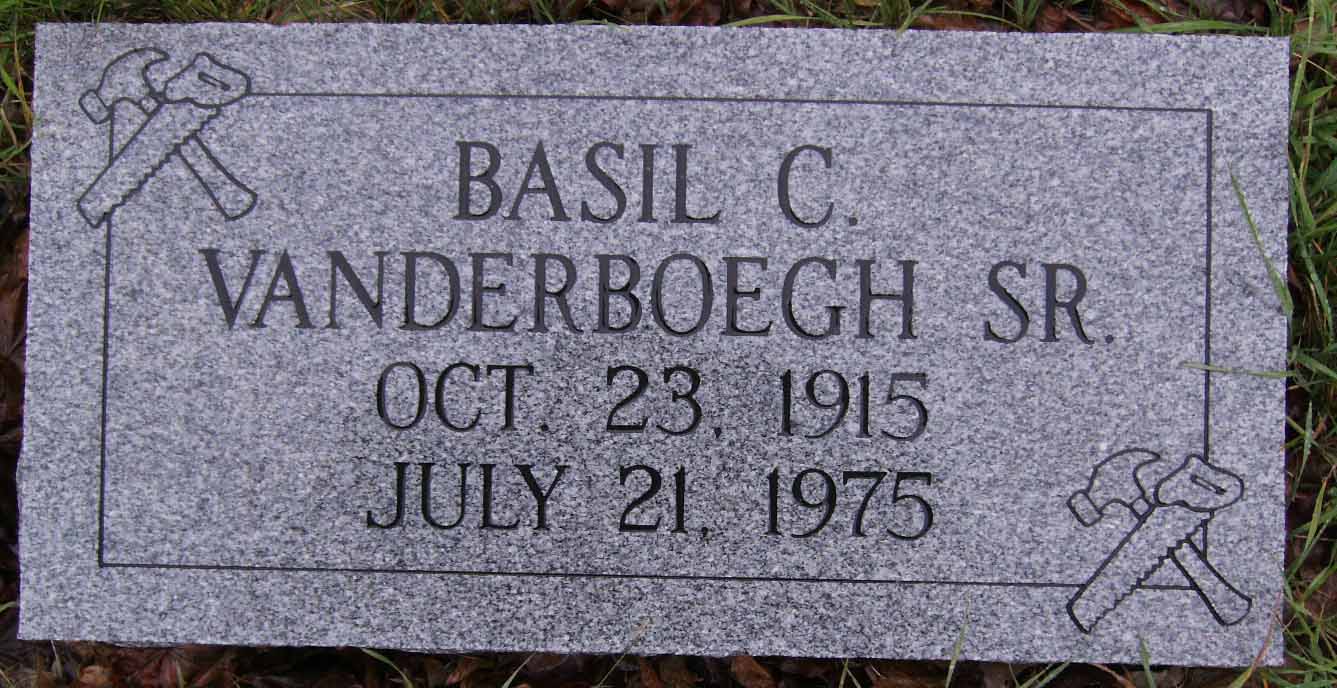 BASIL C.
VANDERBOEGH SR.
OCT. 23, 1915
JULY 21, 1975